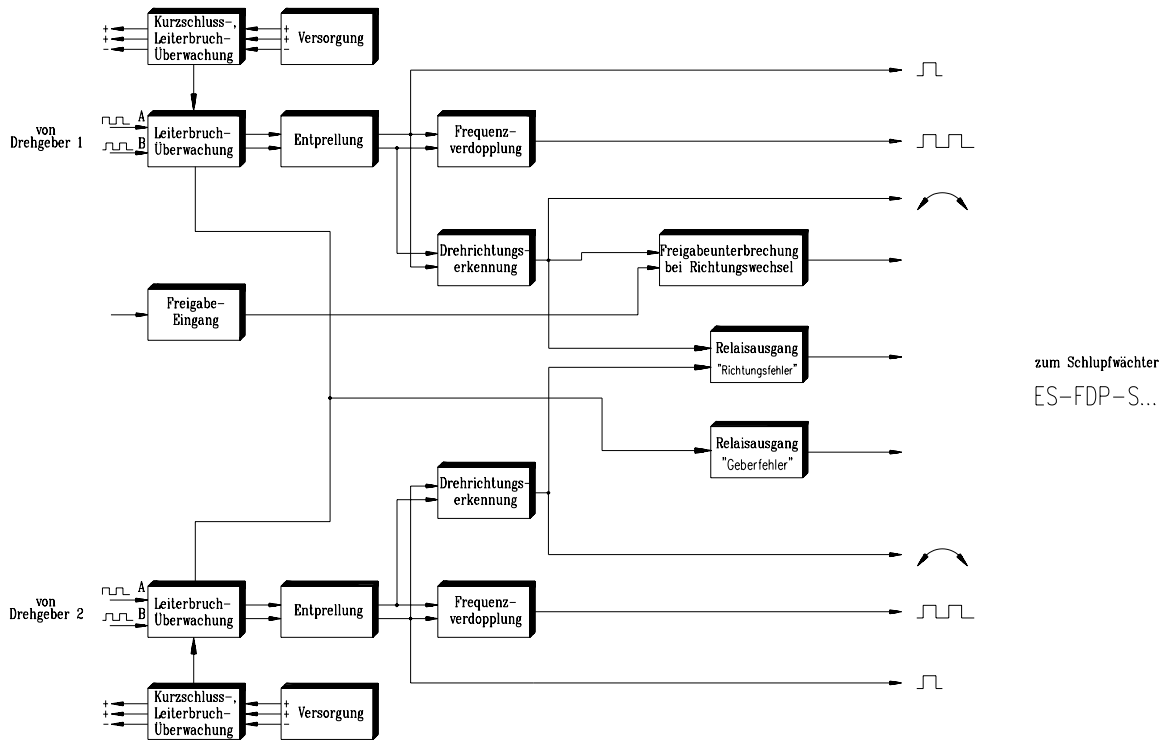 Kurzschluss-,
Leiterbruch-
Überwachung
+
+
-
+
+
-
Versorgung
von
Drehgeber 1
A
B
Leiterbruch-
Überwachung
Entprellung
Frequenz-
verdopplung
Drehrichtungs-
erkennung
Freigabeunterbrechung
bei Richtungswechsel
Freigabe-
Eingang
Relaisausgang
"Richtungsfehler"
zum Schlupfwächter
ES-FDP-S...
Relaisausgang
"Geberfehler"
Drehrichtungs-
erkennung
von
Drehgeber 2
A
B
Leiterbruch-
Überwachung
Entprellung
Frequenz-
verdopplung
+
+
-
Kurzschluss-,
Leiterbruch-
Überwachung
+
+
-
Versorgung